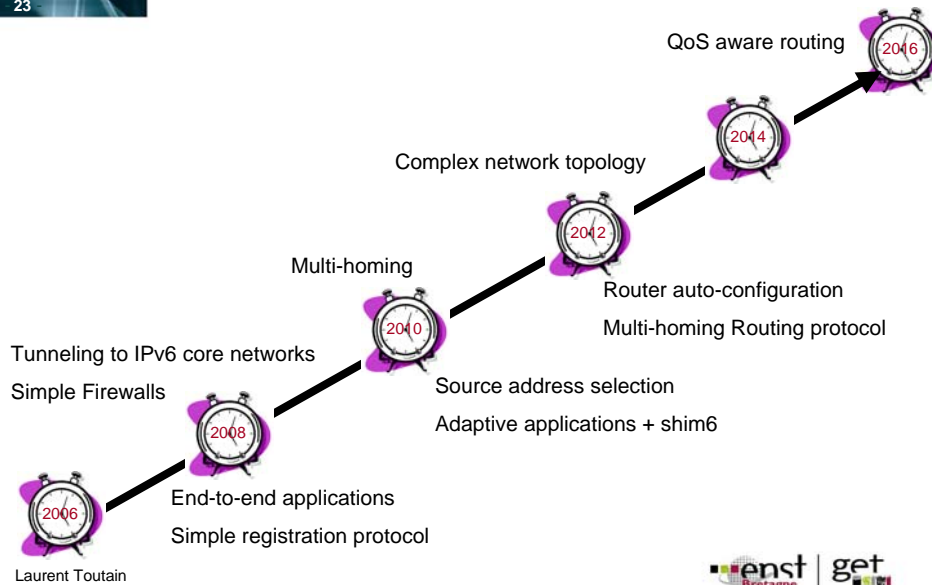 23
QoS aware routing
2016
2014
Complex network topology
2012
Multi-homing
Router auto-configuration
2010
Multi-homing Routing protocol
Tunneling to IPv6 core networks
Simple Firewalls
Source address selection
Adaptive applications + shim6
2008
End-to-end applications
2006
Simple registration protocol
Laurent Toutain
enst
Bretagne
get